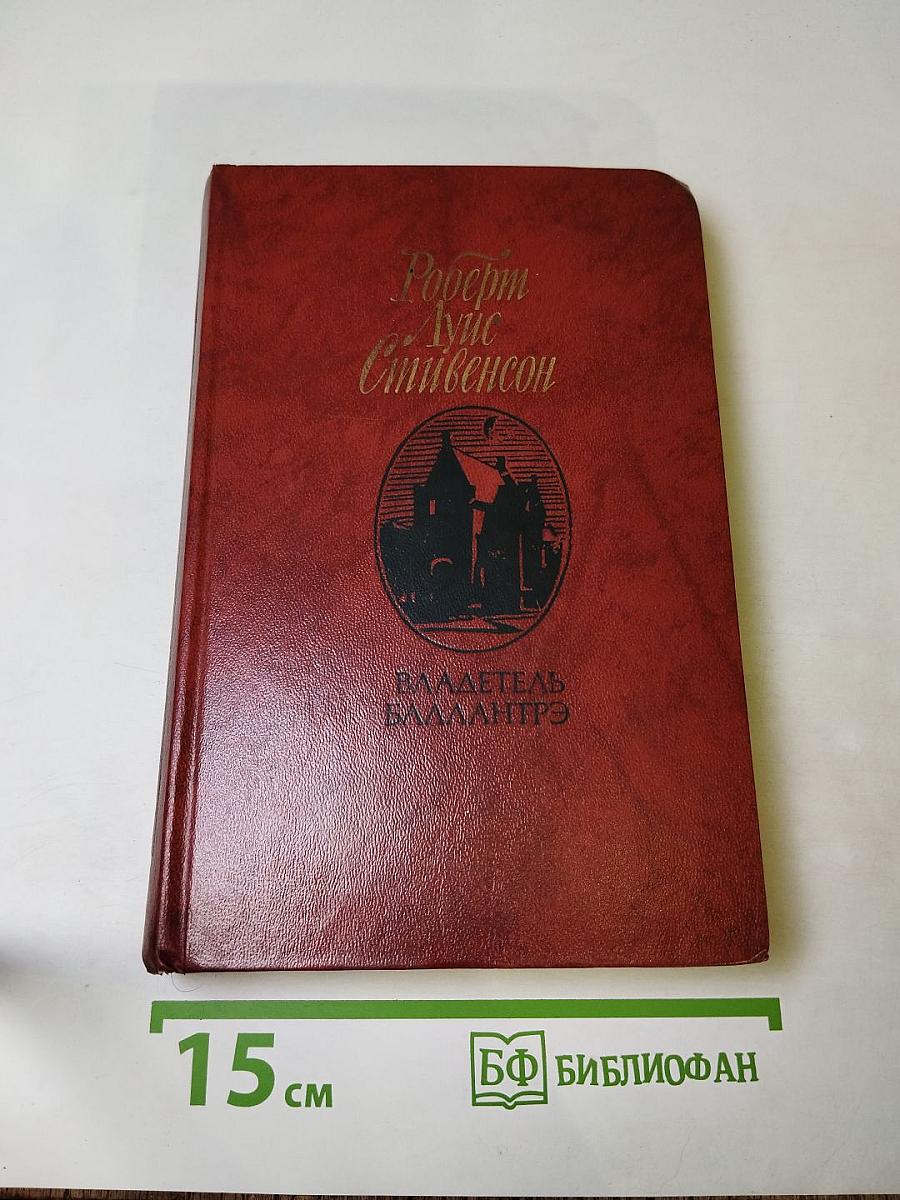 Роберт
Луис
Стивенсон
ВЛАДЕТЕЛЬ
БАЛЛАНТРЭ
15 см
БФ БИБЛИОФАН